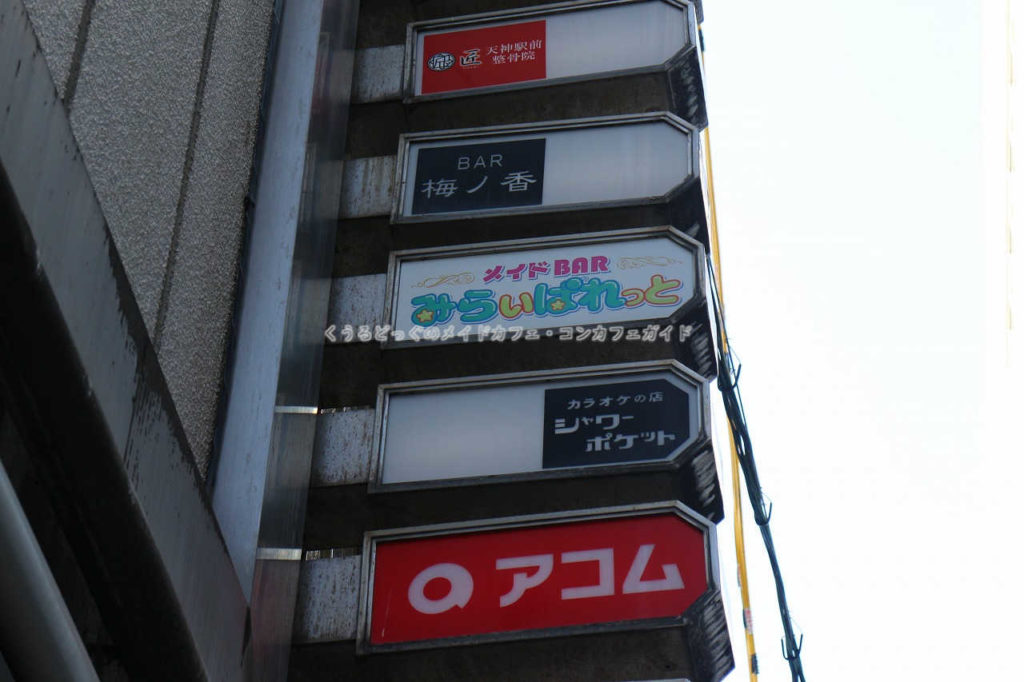 匠
天神駅前
整骨院
BAR
梅ノ香
メイドBAR
みらいぱれっと
くうるどっぐのメイドカフェ・コンカフェガイド
カラオケの店
シャワー
ポケット
アコム